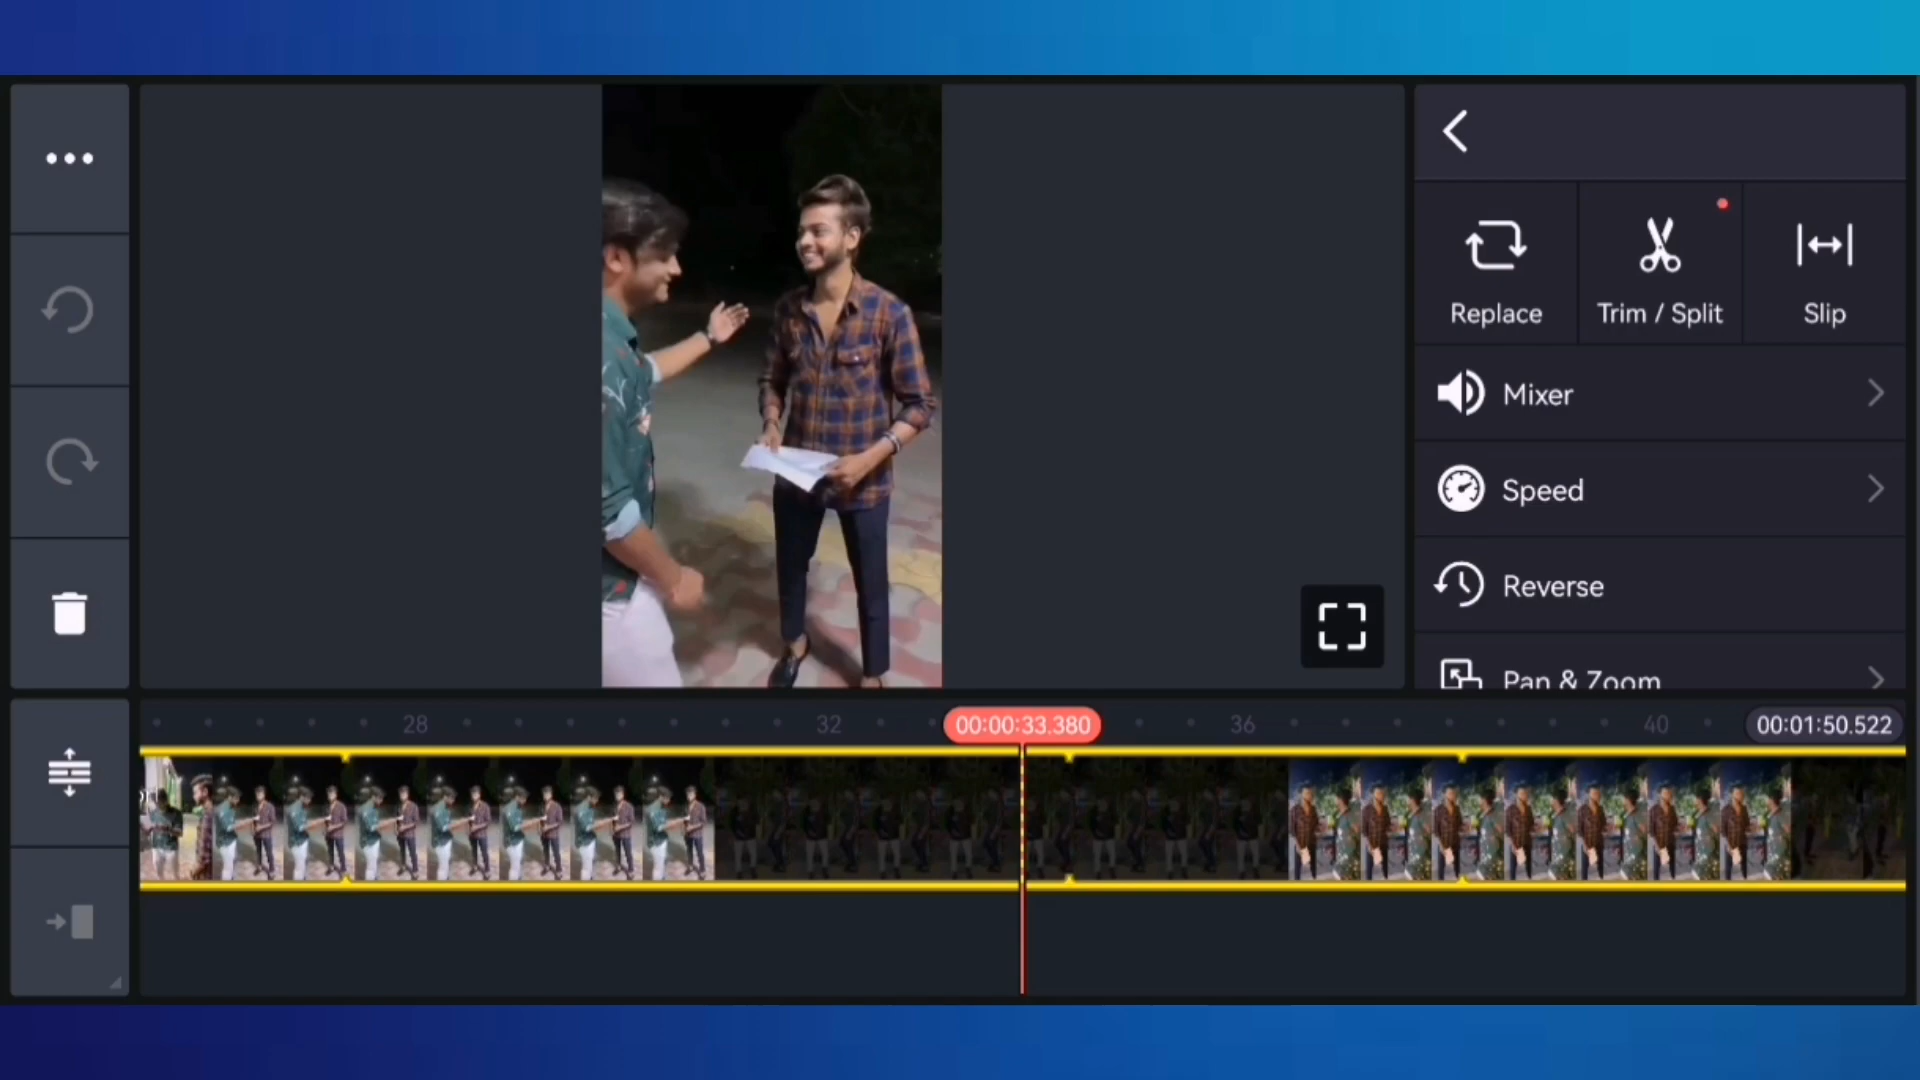 Replace
Trim / Split
Slip
Mixer
Speed
Reverse
Pan & Zoom
28
32
00:00:33.380
36
40
00:01:50.522